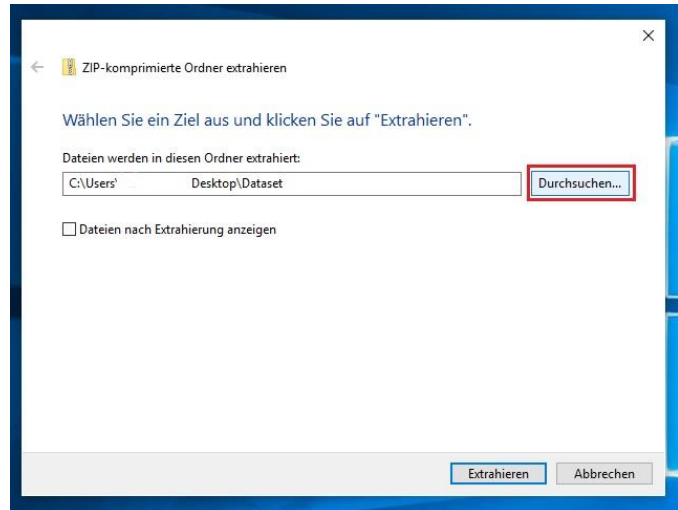 ZIP-komprimierte Ordner extrahieren
Wählen Sie ein Ziel aus und klicken Sie auf "Extrahieren".
Dateien werden in diesen Ordner extrahiert:
C:\Users' Desktop\Dataset Durchsuchen...
Dateien nach Extrahierung anzeigen
Extrahieren Abbrechen